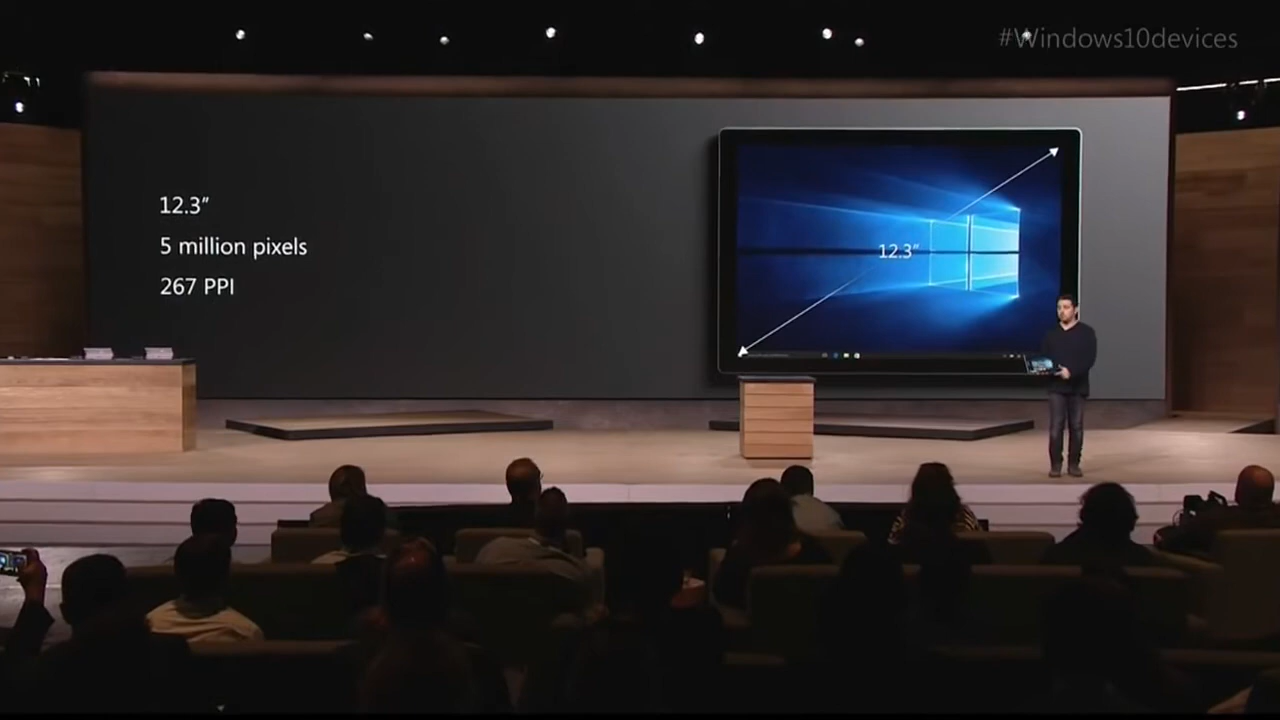 #Windows10devices
12.3"
5 million pixels
267 PPI
12.3"